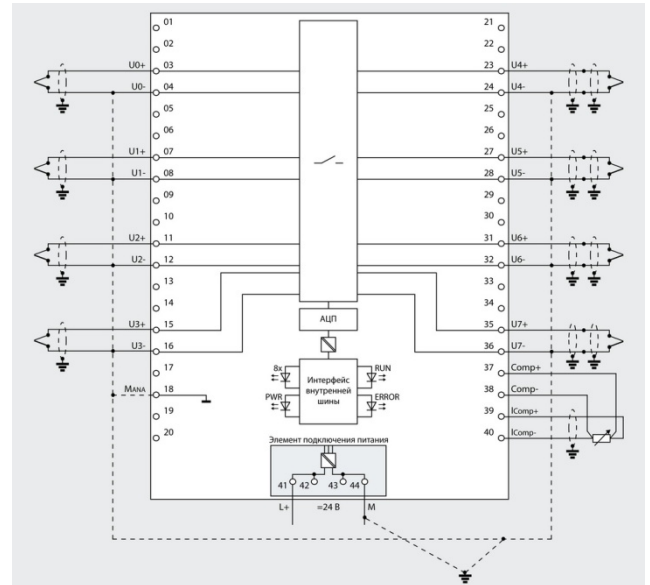 01 21
02 22
U0+ 03 23 U4+
U0- 04 24 U4-
05 25
06 26
U1+ 07 27 U5+
U1- 08 28 U5-
09 29
10 30
U2+ 11 31 U6+
U2- 12 32 U6-
13 33
14 34
U3+ 15 АЦП 35 U7+
U3- 16 36 U7-
17 8x RUN 37 Comp+
MANA 18 Интерфейс 38 Comp-
внутренней
PWR шины ERROR
19 39 IComp+
20 40 IComp-
Элемент подключения питания
41 42 43 44
L+ =24 В M